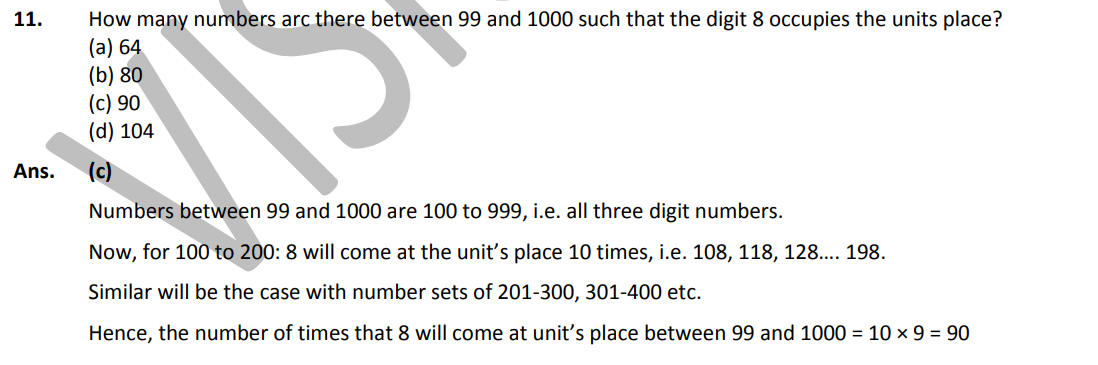 11. How many numbers arc there between 99 and 1000 such that the digit 8 occupies the units place?
(a) 64
(b) 80
(c) 90
(d) 104
Ans. (c)
Numbers between 99 and 1000 are 100 to 999, i.e. all three digit numbers.
Now, for 100 to 200: 8 will come at the unit’s place 10 times, i.e. 108, 118, 128.... 198.
Similar will be the case with number sets of 201-300, 301-400 etc.
Hence, the number of times that 8 will come at unit’s place between 99 and 1000 = 10 × 9 = 90